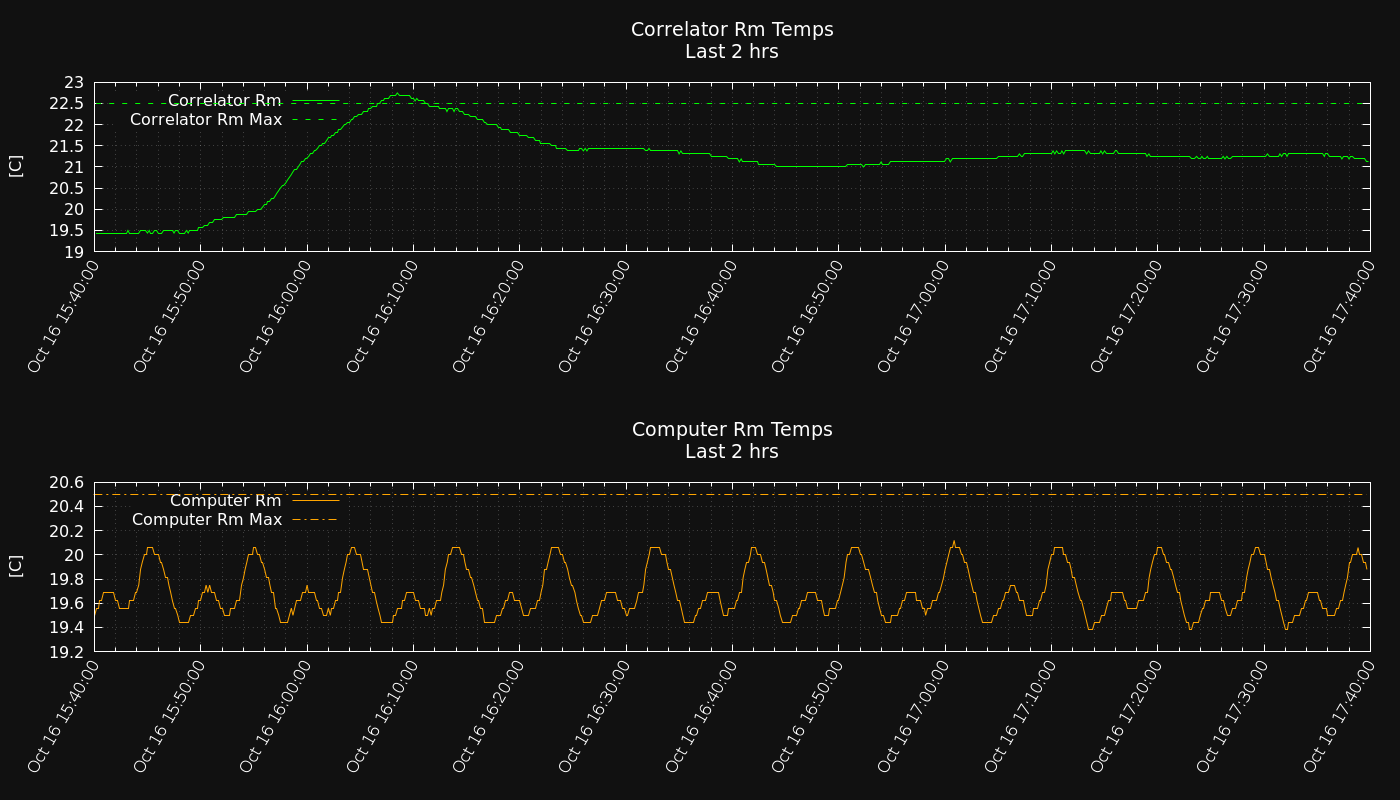 Correlator Rm Temps
Last 2 hrs
23
22.5
22
21.5
21
20.5
20
19.5
19
[C]
Correlator Rm
Correlator Rm Max
Oct 16 15:40:00
Oct 16 15:50:00
Oct 16 16:00:00
Oct 16 16:10:00
Oct 16 16:20:00
Oct 16 16:30:00
Oct 16 16:40:00
Oct 16 16:50:00
Oct 16 17:00:00
Oct 16 17:10:00
Oct 16 17:20:00
Oct 16 17:30:00
Oct 16 17:40:00
Computer Rm Temps
Last 2 hrs
20.6
20.4
20.2
20
19.8
19.6
19.4
19.2
[C]
Computer Rm
Computer Rm Max
Oct 16 15:40:00
Oct 16 15:50:00
Oct 16 16:00:00
Oct 16 16:10:00
Oct 16 16:20:00
Oct 16 16:30:00
Oct 16 16:40:00
Oct 16 16:50:00
Oct 16 17:00:00
Oct 16 17:10:00
Oct 16 17:20:00
Oct 16 17:30:00
Oct 16 17:40:00